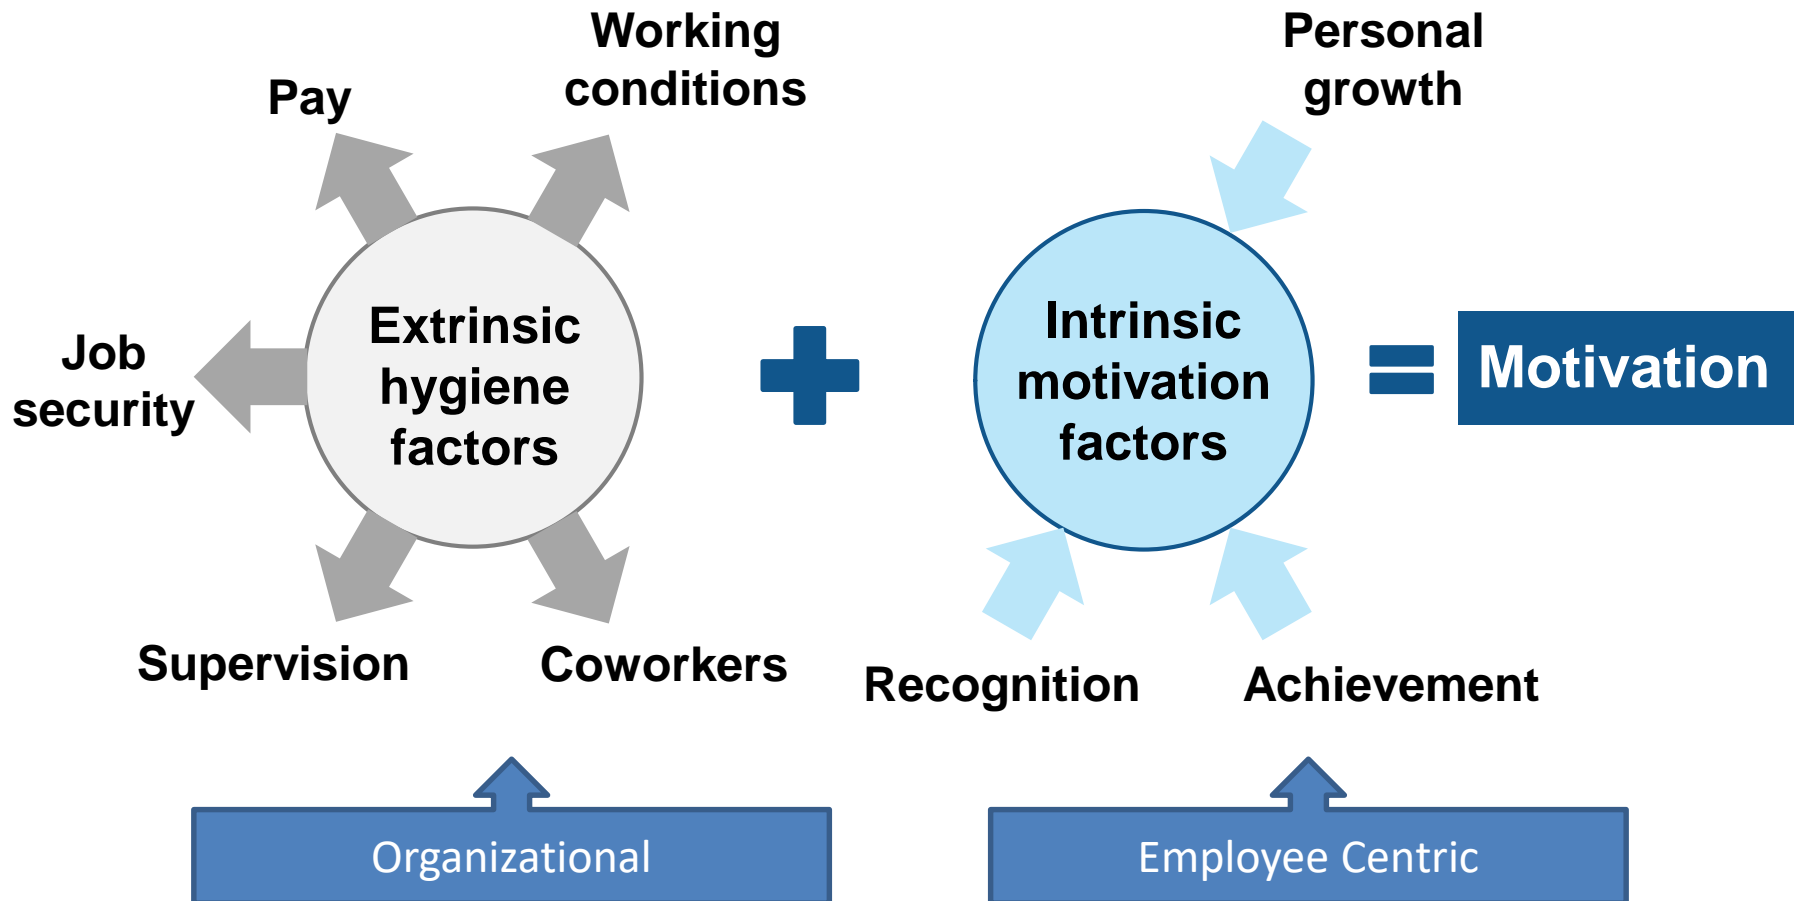 Working
conditions
Pay
Job
security
Extrinsic
hygiene
factors
Supervision
Coworkers
Organizational
Personal
growth
Intrinsic
motivation
factors
Recognition
Achievement
Employee Centric
Motivation